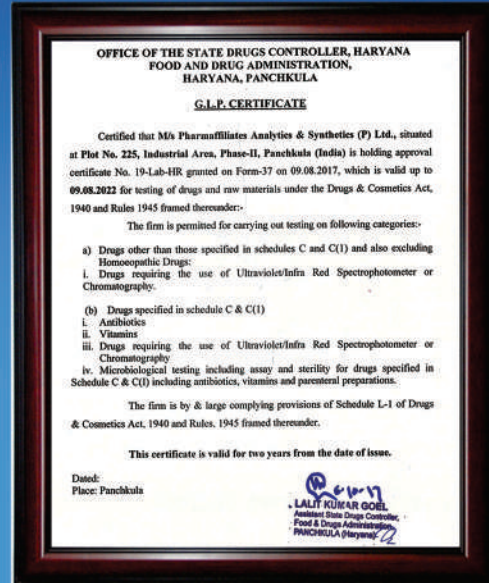 OFFICE OF THE STATE DRUGS CONTROLLER, HARYANA
FOOD AND DRUG ADMINISTRATION,
HARYANA, PANCHKULA
G.L.P. CERTIFICATE
Certified that M/s Pharmaffiliates Analytics & Synthetics (P) Ltd., situated
at Plot No. 225, Industrial Area, Phase-II, Panchkula (India) is holding approval
certificate No. 19-Lab-HR granted on Form-37 on 09.08.2017, which is valid up to
09.08.2022 for testing of drugs and raw materials under the Drugs & Cosmetics Act,
1940 and Rules 1945 framed thereunder:-
The firm is permitted for carrying out testing on following categories:-
a) Drugs other than those specified in schedules C and C(1) and also excluding
Homoeopathic Drugs:
i. Drugs requiring the use of Ultraviolet/Infra Red Spectrophotometer or
Chromatography.
(b) Drugs specified in schedule C & C(1)
i. Antibiotics
ii. Vitamins
iii. Drugs requiring the use of Ultraviolet/Infra Red Spectrophotometer or
Chromatography
iv. Microbiological testing including assay and sterility for drugs specified in
Schedule C & C(I) including antibiotics, vitamins and parenteral preparations.
The firm is by & large complying provisions of Schedule L-1 of Drugs
& Cosmetics Act, 1940 and Rules. 1945 framed thereunder.
This certificate is valid for two years from the date of issue.
Dated:
Place: Panchkula
6-10-17
LALIT KUMAR GOEL
Assistant State Drugs Controller,
Food & Drugs Administration,
PANCHKULA (Haryana)